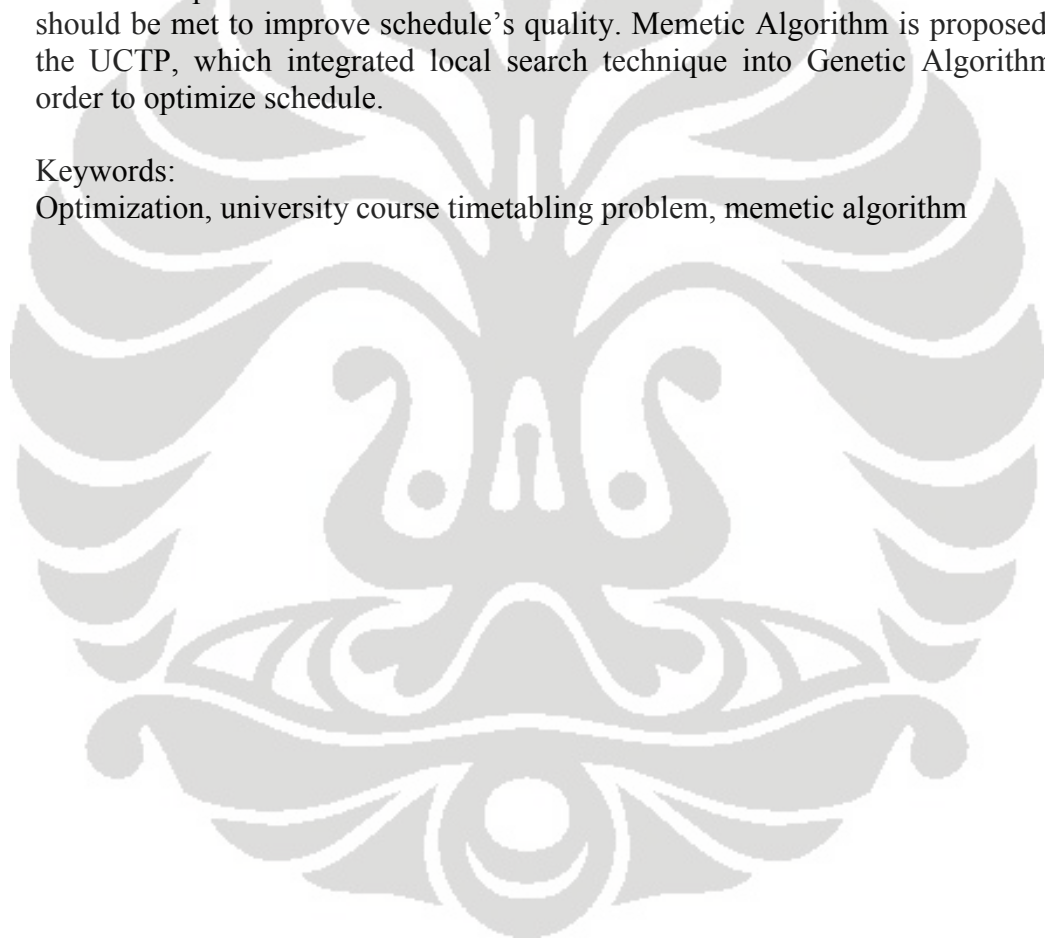 should be met to improve schedule’s quality. Memetic Algorithm is proposed
the UCTP, which integrated local search technique into Genetic Algorithm
order to optimize schedule.
Keywords:
Optimization, university course timetabling problem, memetic algorithm